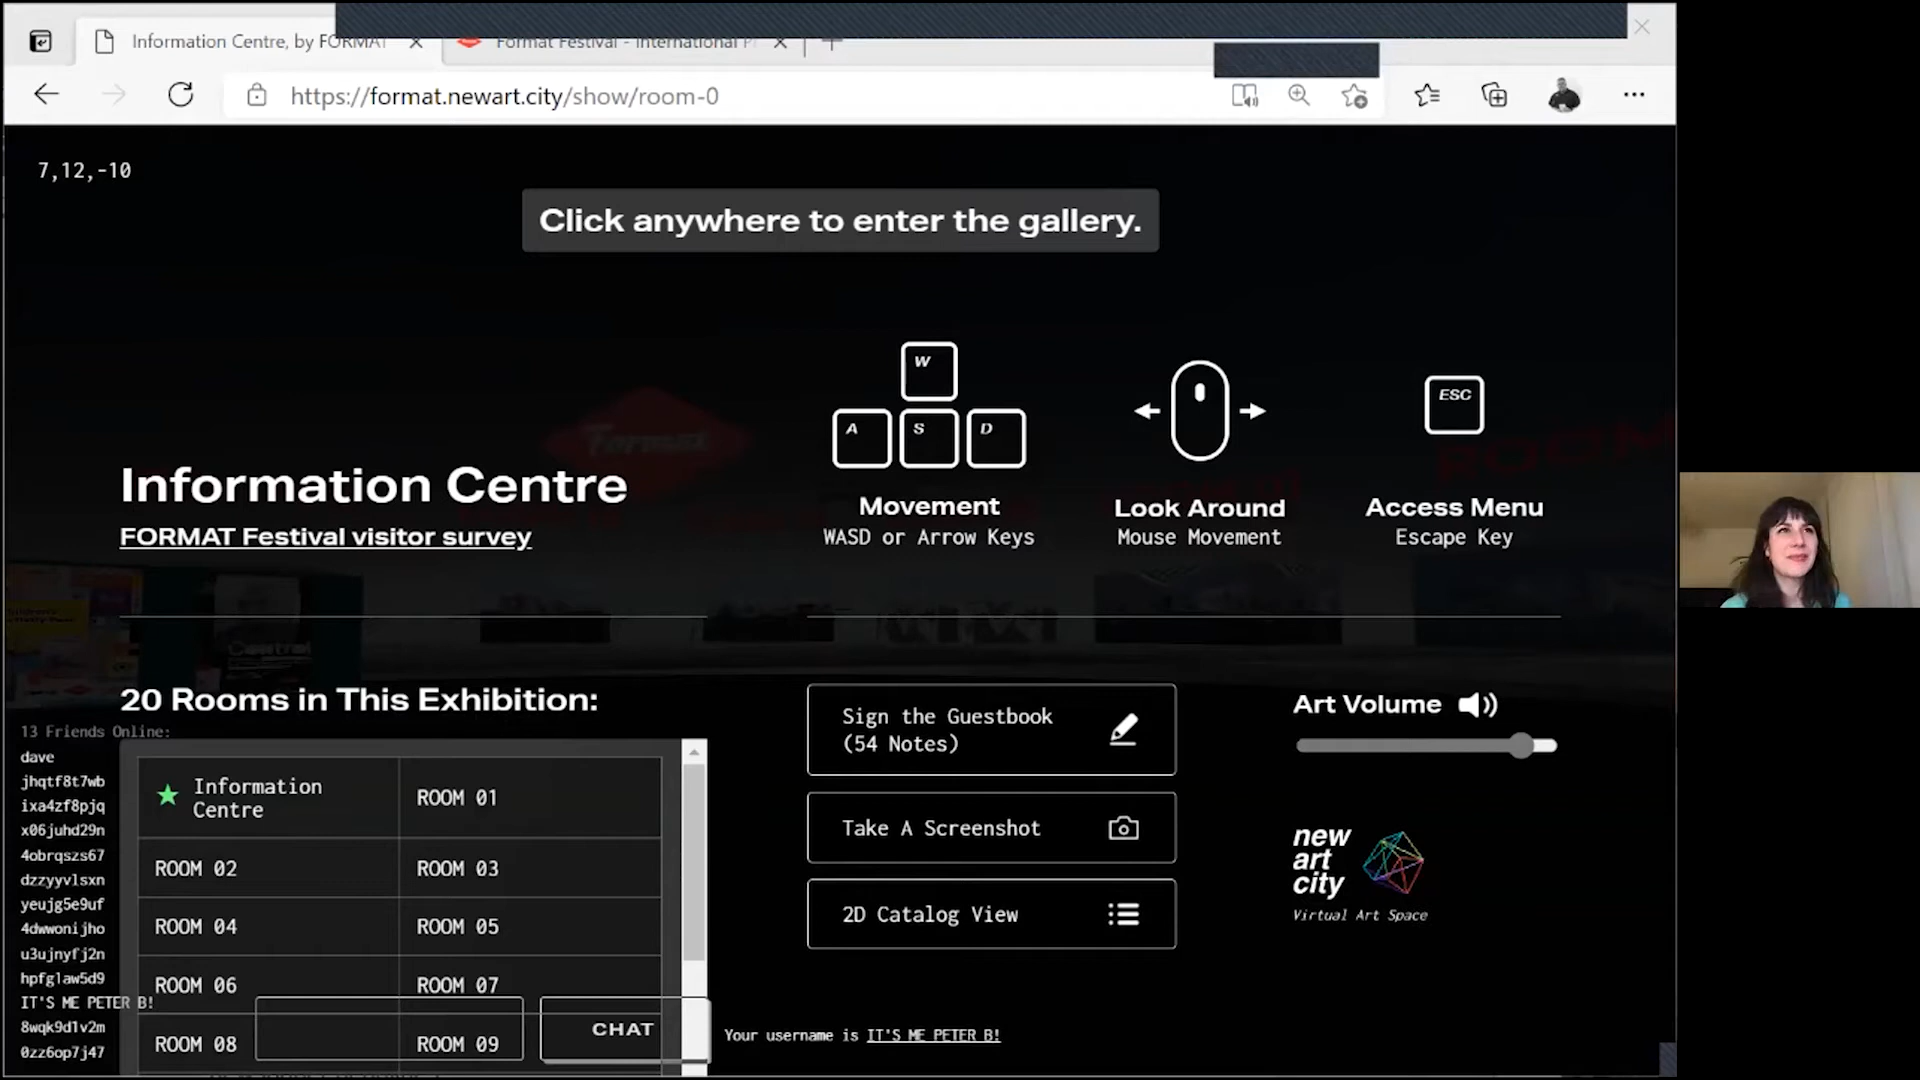 Information Centre, by FORMAT
Format Festival - International P
https://format.newart.city/show/room-0
7,12,-10
Click anywhere to enter the gallery.
W
A S D
ESC
Movement
WASD or Arrow Keys
Look Around
Mouse Movement
Access Menu
Escape Key
Format
ROOM
Information Centre
FORMAT Festival visitor survey
20 Rooms in This Exhibition:
13 Friends Online:
dave
jhqtf8t7wb
ixa4zf8pjq
x06juhd29n
4obrqszs67
dzzyyvlsxn
yeujg5e9uf
4dwwonijho
u3ujnyfj2n
hpfglaw5d9
IT'S ME PETER B!
8wqk9d1v2m
0zz6op7j47
Information
Centre
ROOM 01
ROOM 02
ROOM 03
ROOM 04
ROOM 05
ROOM 06
ROOM 07
ROOM 08
ROOM 09
CHAT
Sign the Guestbook
(54 Notes)
Take A Screenshot
2D Catalog View
Art Volume
new
art
city
Virtual Art Space
Your username is IT'S ME PETER B!